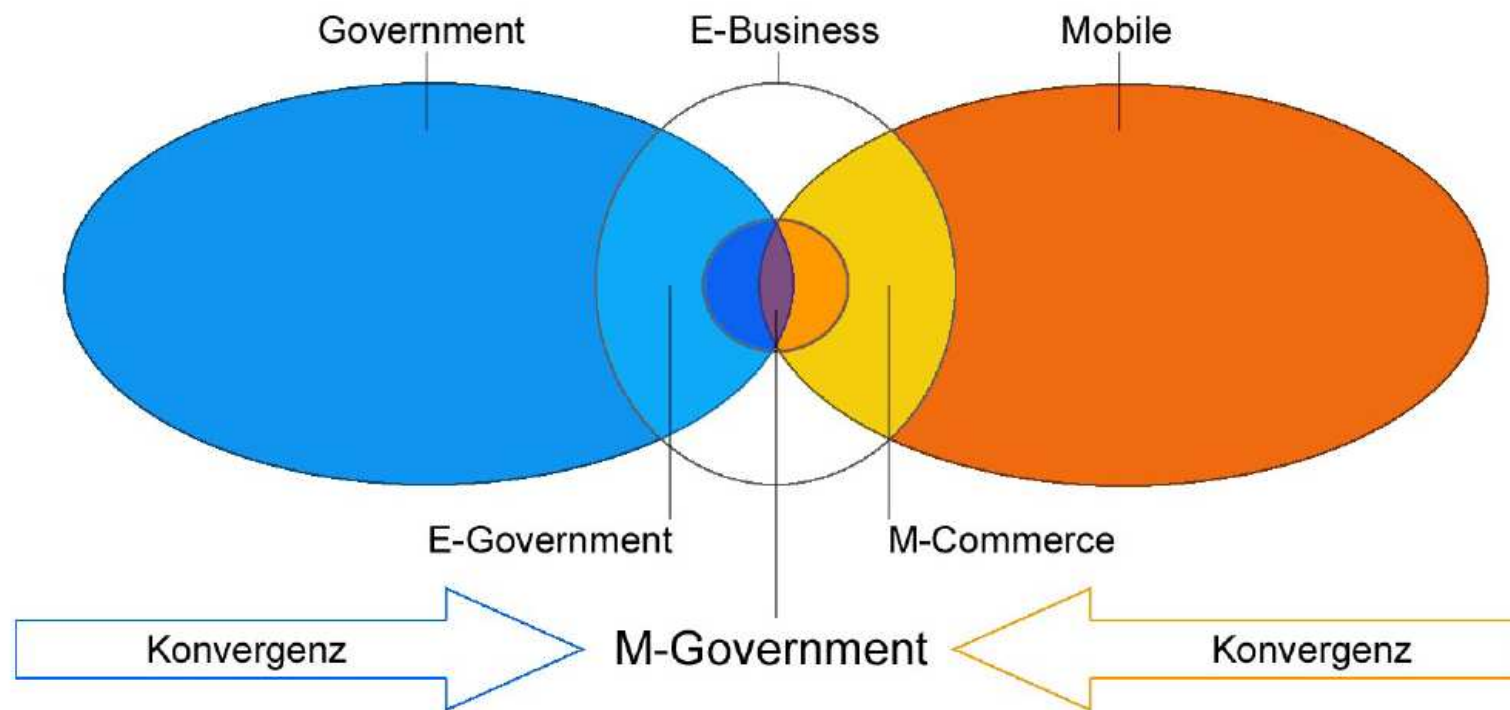 Government
E-Business
Mobile
E-Government
M-Commerce
Konvergenz
M-Government
Konvergenz